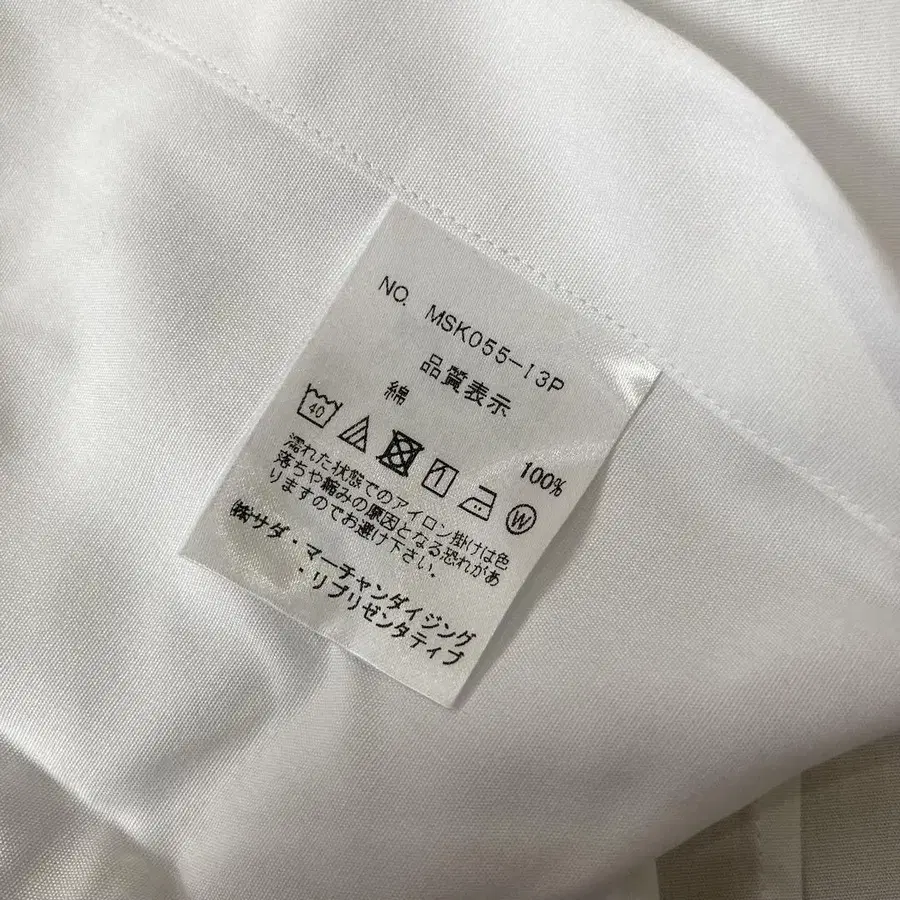 NO. MSK055-13P
品質表示
綿 100%
40 W
濡れた状態でのアイロン掛けは色
落ちや縮みの原因となる恐れがあ
りますのでお避け下さい。
㈱サダ・マーチャンダイジング
・リプリゼンタティブ